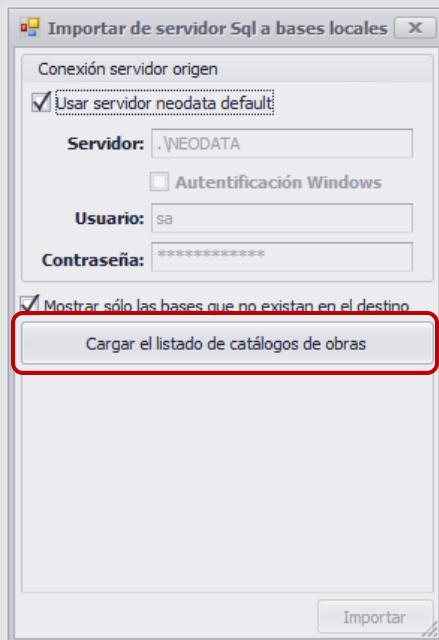 Importar de servidor Sql a bases locales
Conexión servidor origen
Usar servidor neodata default
Servidor: .\NEODATA
Autentificación Windows
Usuario: sa
Contraseña: ************
Mostrar sólo las bases que no existan en el destino
Cargar el listado de catálogos de obras
Importar